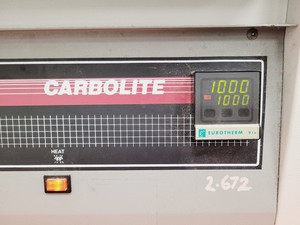 CARBOLITE
1000
1000
EUROTHERM
HEAT
2.672